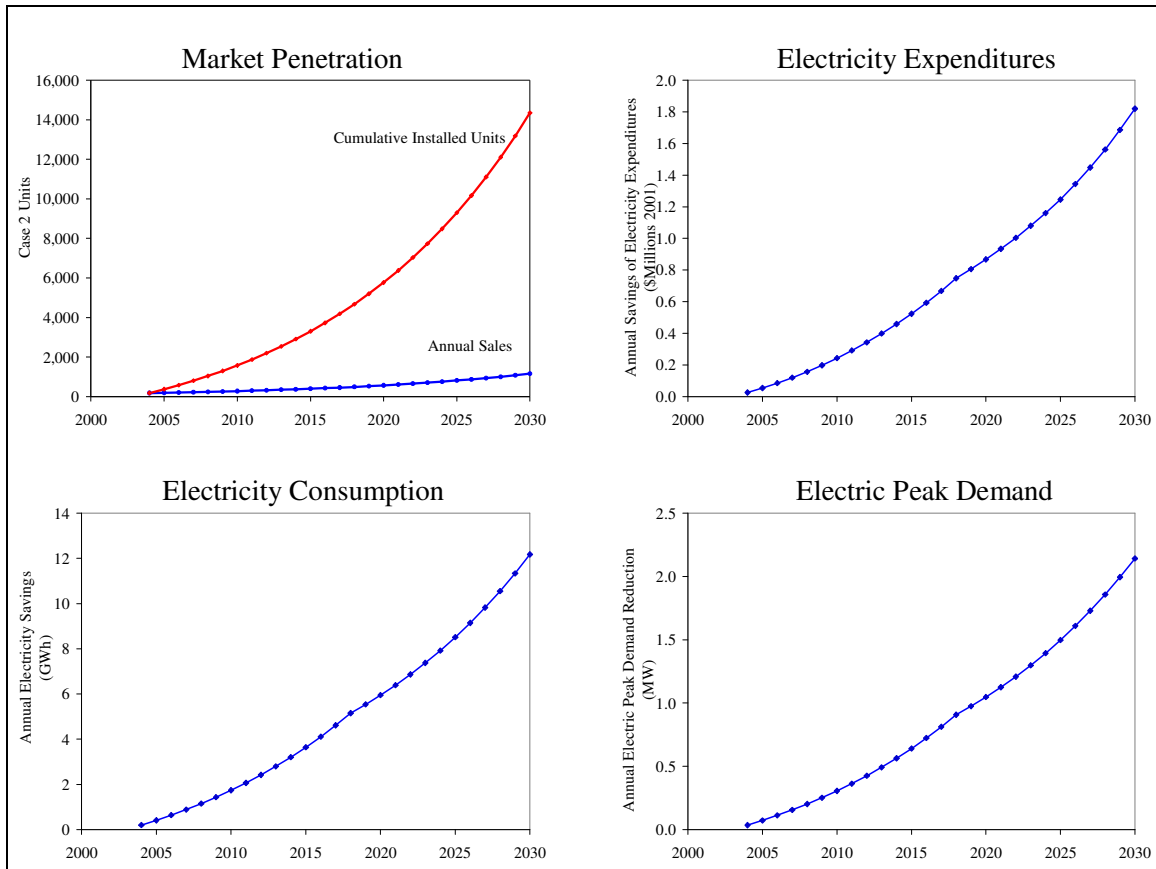 Market Penetration
16,000
14,000
12,000
10,000
8,000
6,000
4,000
2,000
0
Case 2 Units
Cumulative Installed Units
Annual Sales
2000 2005 2010 2015 2020 2025 2030
Electricity Expenditures
2.0
1.8
1.6
1.4
1.2
1.0
0.8
0.6
0.4
0.2
0.0
Annual Savings of Electricity Expenditures
($Millions 2001)
2000 2005 2010 2015 2020 2025 2030
Electricity Consumption
14
12
10
8
6
4
2
0
Annual Electricity Savings
(GWh)
2000 2005 2010 2015 2020 2025 2030
Electric Peak Demand
2.5
2.0
1.5
1.0
0.5
0.0
Annual Electric Peak Demand Reduction
(MW)
2000 2005 2010 2015 2020 2025 2030